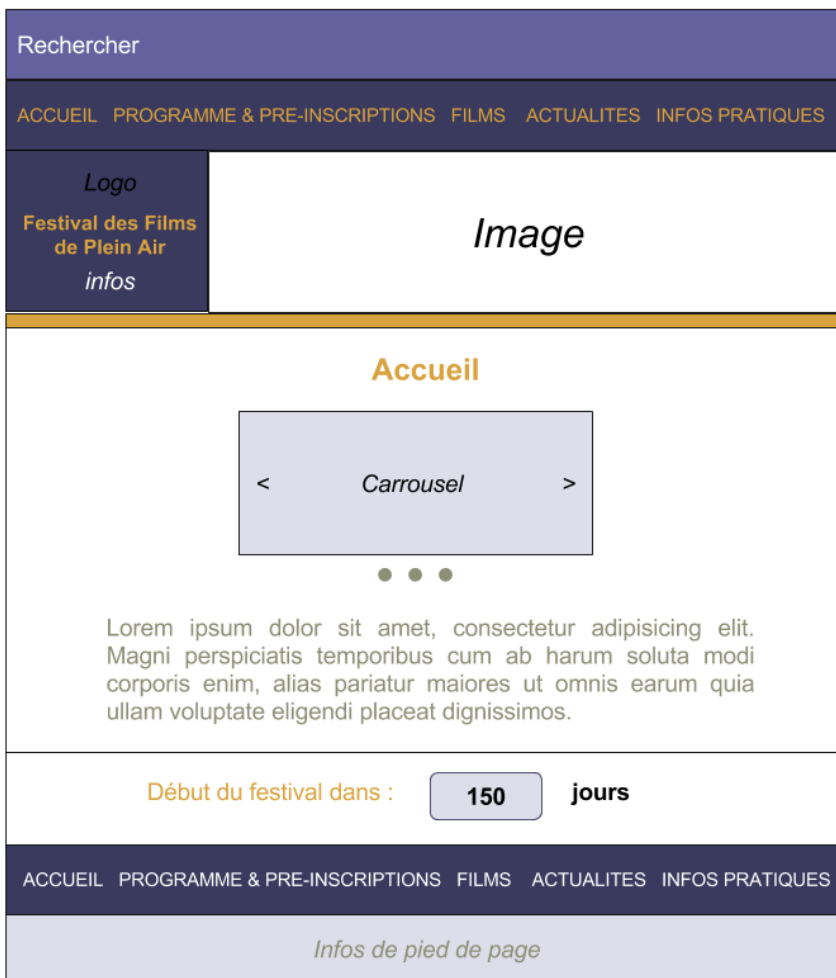 Rechercher
ACCUEIL PROGRAMME & PRE-INSCRIPTIONS FILMS ACTUALITES INFOS PRATIQUES
Logo
Festival des Films
de Plein Air
infos
Image
Accueil
< Carrousel >
Lorem ipsum dolor sit amet, consectetur adipisicing elit.
Magni perspiciatis temporibus cum ab harum soluta modi
corporis enim, alias pariatur maiores ut omnis earum quia
ullam voluptate eligendi placeat dignissimos.
Début du festival dans : 150 jours
ACCUEIL PROGRAMME & PRE-INSCRIPTIONS FILMS ACTUALITES INFOS PRATIQUES
Infos de pied de page